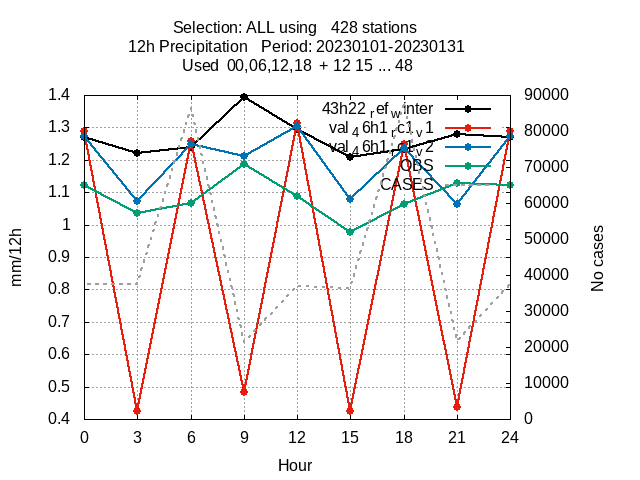 Selection: ALL using 428 stations
12h Precipitation Period: 20230101-20230131
Used 00,06,12,18 + 12 15 ... 48
43h22_ref_winter
val_46h1_rc1_v1
val_46h1_rc1_v2
OBS
CASES
1.4
1.3
1.2
1.1
1
0.9
0.8
0.7
0.6
0.5
0.4
mm/12h
90000
80000
70000
60000
50000
40000
30000
20000
10000
0
No cases
0 3 6 9 12 15 18 21 24
Hour